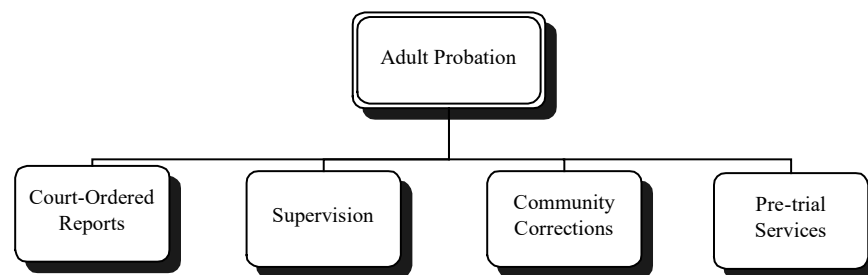 Adult Probation
Court-Ordered
Reports
Supervision
Community
Corrections
Pre-trial
Services